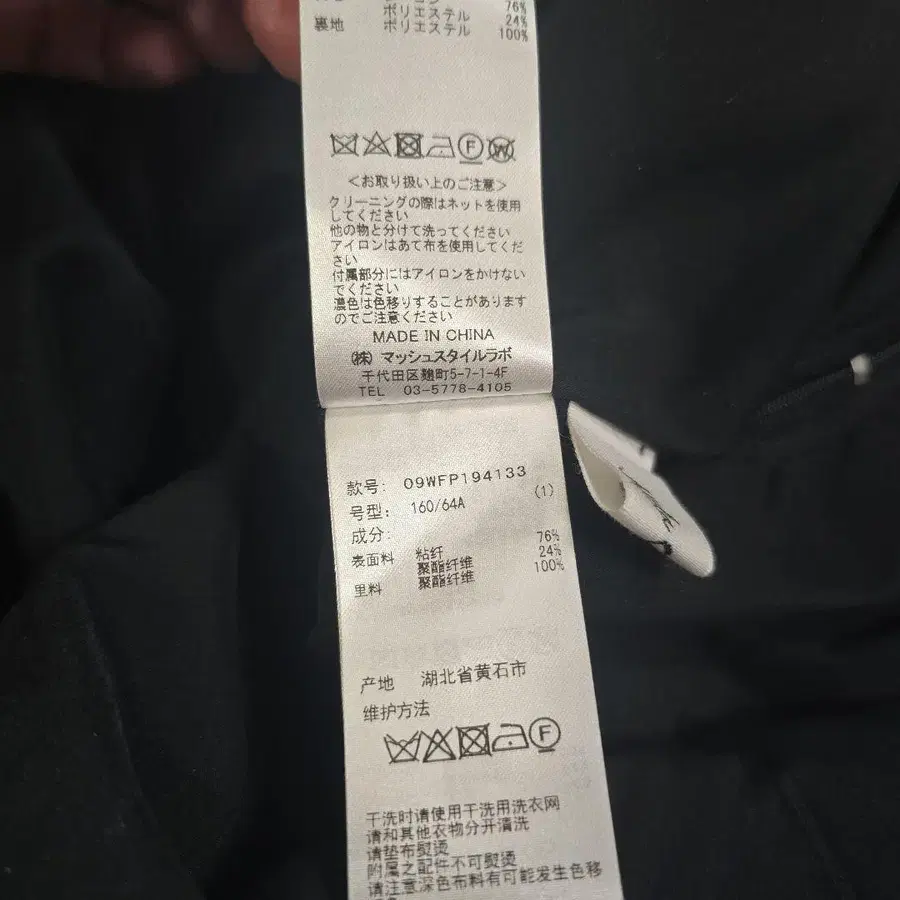 76%
ポリエステル 24%
裏地 ポリエステル 100%
F W
＜お取り扱い上のご注意＞
クリーニングの際はネットを使用
してください
他の物と分けて洗ってください
アイロンはあて布を使用してくだ
さい
付属部分にはアイロンをかけない
でください
濃色は色移りすることがあります
のでご注意ください
MADE IN CHINA
㈱ マッシュスタイルラボ
千代田区麹町5-7-1-4F
TEL 03-5778-4105
款号: 09WFP194133
号型: 160/64A (1)
成分:
表面料 粘纤 76%
聚酯纤维 24%
里料 聚酯纤维 100%
产地 湖北省黄石市
维护方法
F
干洗时请使用干洗用洗衣网
请和其他衣物分开清洗
请垫布熨烫
附属之配件不可熨烫
请注意深色布料有可能发生色移